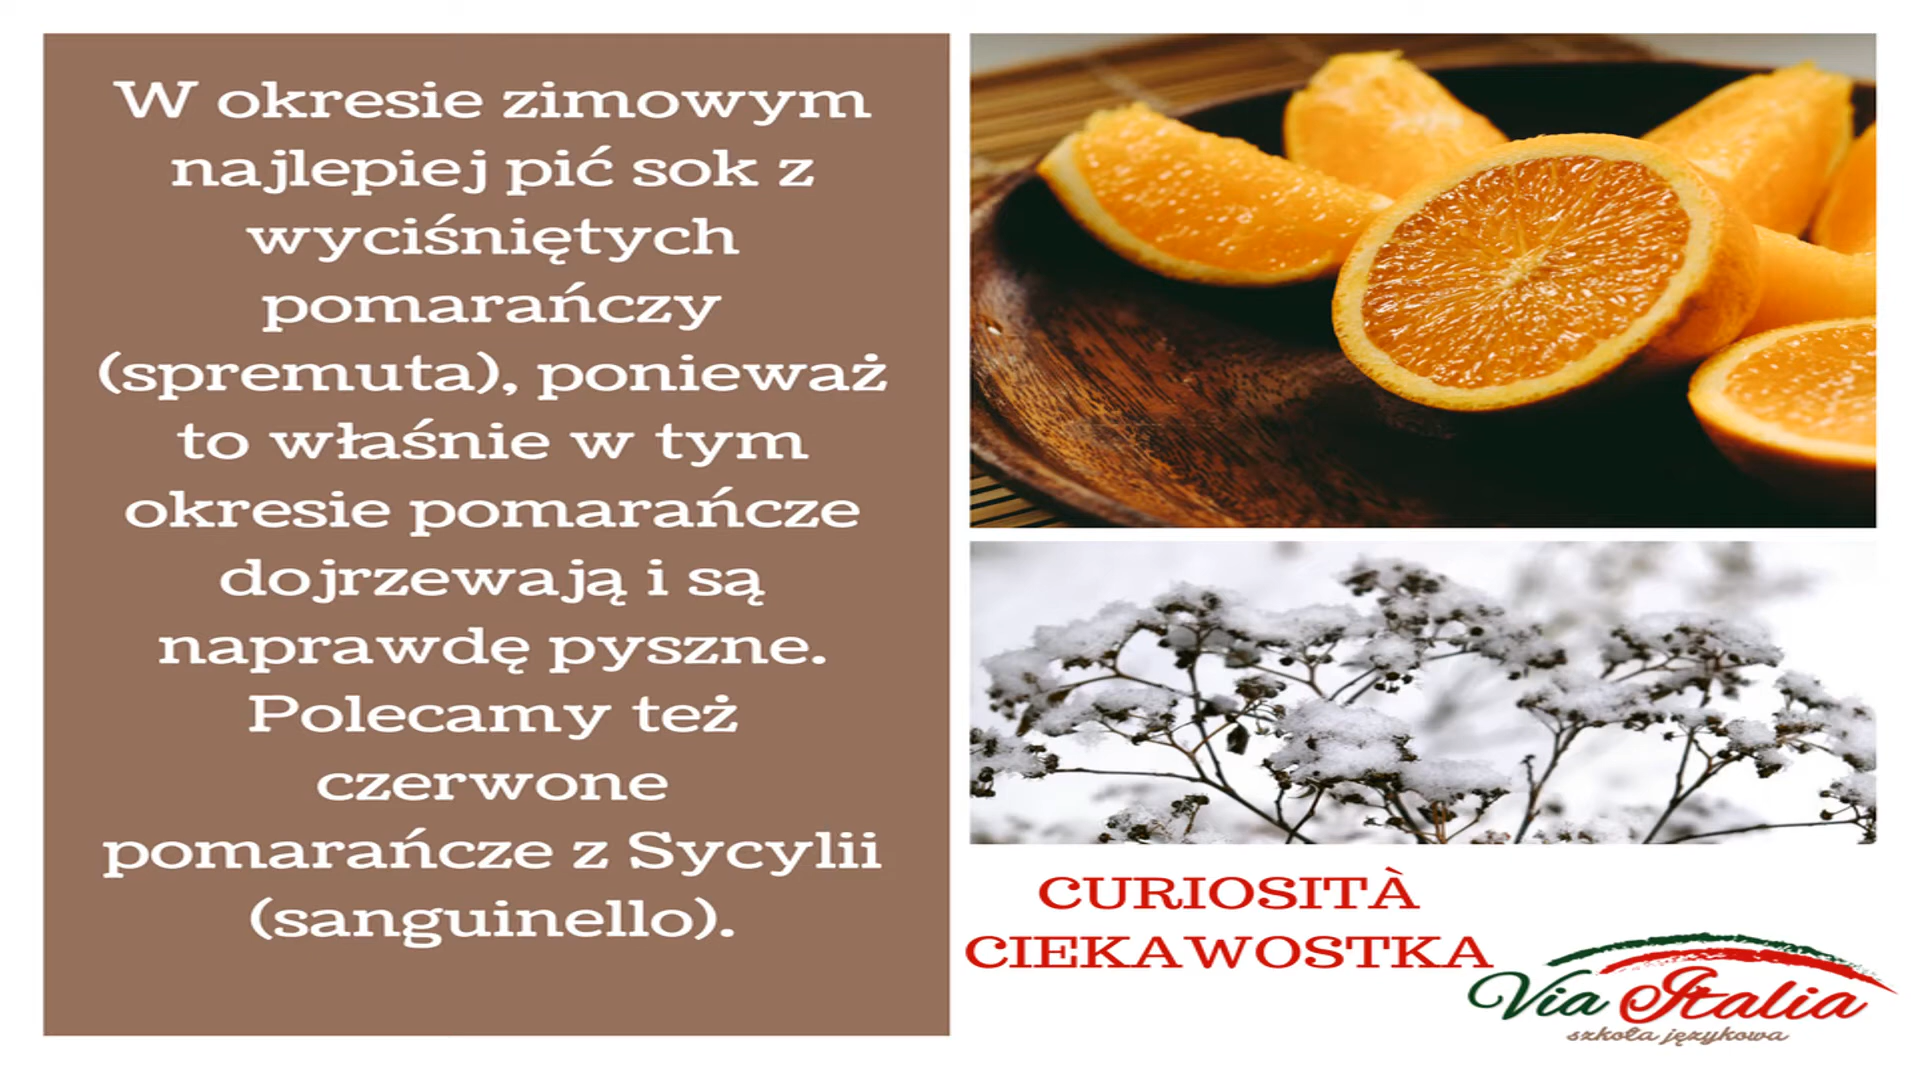 W okresie zimowym
najlepiej pić sok z
wyciśniętych
pomarańczy
(spremuta), ponieważ
to właśnie w tym
okresie pomarańcze
dojrzewają i są
naprawdę pyszne.
Polecamy też
czerwone
pomarańcze z Sycylii
(sanguinello).
CURIOSITÀ
CIEKAWOSTKA
Via Italia
szkoła językowa